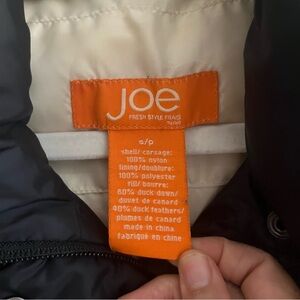 Joe
FRESH STYLE FRAIS
s/p
shell/ corsage:
100% nylon
lining/doublure:
100% polyester
fill/ bourre:
60% duck down/
duvet de canard
40% duck feathers/
plumes de canard
made in china
fabriqué en chine